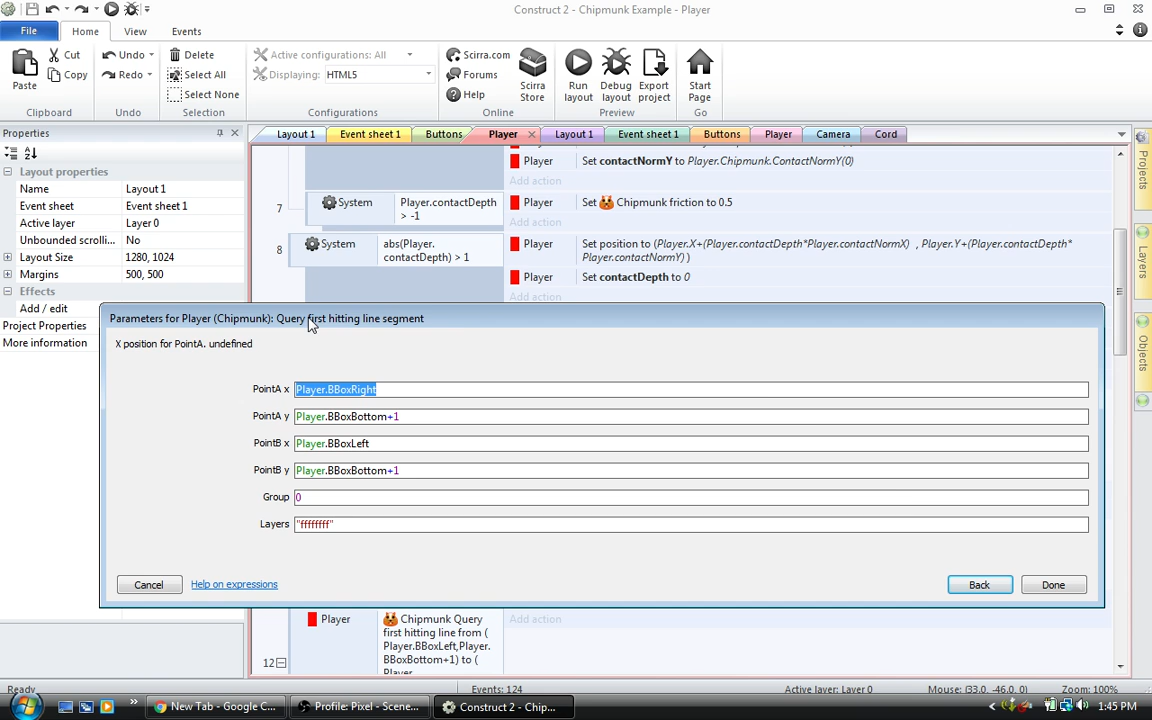 Construct 2 - Chipmunk Example - Player
File
Home
View
Events
Paste
Cut
Copy
Clipboard
Undo
Redo
Undo
Delete
Select All
Select None
Selection
Active configurations: All
Displaying: HTML5
Configurations
Scirra.com
Forums
Help
Scirra Store
Online
Run layout
Debug layout
Export project
Preview
Start Page
Go
Properties
Layout properties
Name Layout 1
Event sheet Event sheet 1
Active layer Layer 0
Unbounded scrolli... No
Layout Size 1280, 1024
Margins 500, 500
Effects
Add / edit
Project Properties
More information
Layout 1
Event sheet 1
Buttons
Player
Layout 1
Event sheet 1
Buttons
Player
Camera
Cord
Player Set contactNormY to Player.Chipmunk.ContactNormY(0)
Add action
7 System Player.contactDepth > -1
Player Set Chipmunk friction to 0.5
8 System abs(Player.contactDepth) > 1
Player Set position to (Player.X+(Player.contactDepth*Player.contactNormX) , Player.Y+(Player.contactDepth*
Player.contactNormY) )
Player Set contactDepth to 0
Add action
Parameters for Player (Chipmunk): Query first hitting line segment
X position for PointA. undefined
PointA x Player.BBoxRight
PointA y Player.BBoxBottom+1
PointB x Player.BBoxLeft
PointB y Player.BBoxBottom+1
Group 0
Layers "ffffffff"
Cancel
Help on expressions
Back
Done
Player Chipmunk Query
first hitting line from (
Player.BBoxLeft,Player.
BBoxBottom+1) to (
Player.
Add action
12
Projects
Layers
Objects
Ready
Events: 124
Active layer: Layer 0
Mouse: (33.0, -46.0, 0)
Zoom: 100%
New Tab - Google C...
Profile: Pixel - Scene...
Construct 2 - Chip...
1:45 PM